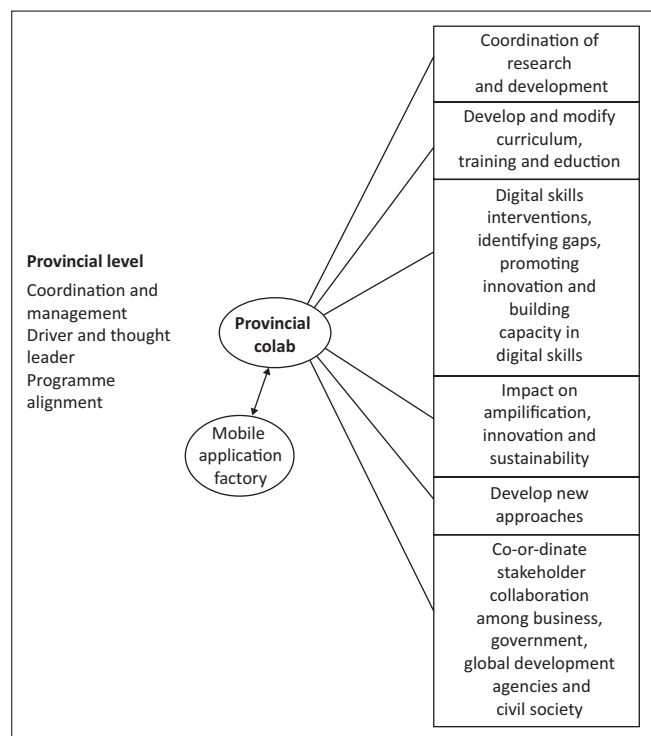 Provincial level
Coordination and
management
Driver and thought
leader
Programme
alignment
Provincial
colab
Mobile
application
factory
Coordination of
research
and development
Develop and modify
curriculum,
training and eduction
Digital skills
interventions,
identifying gaps,
promoting
innovation and
building
capacity in
digital skills
Impact on
ampilification,
innovation and
sustainability
Develop new
approaches
Co-or-dinate
stakeholder
collaboration
among business,
government,
global development
agencies and
civil society